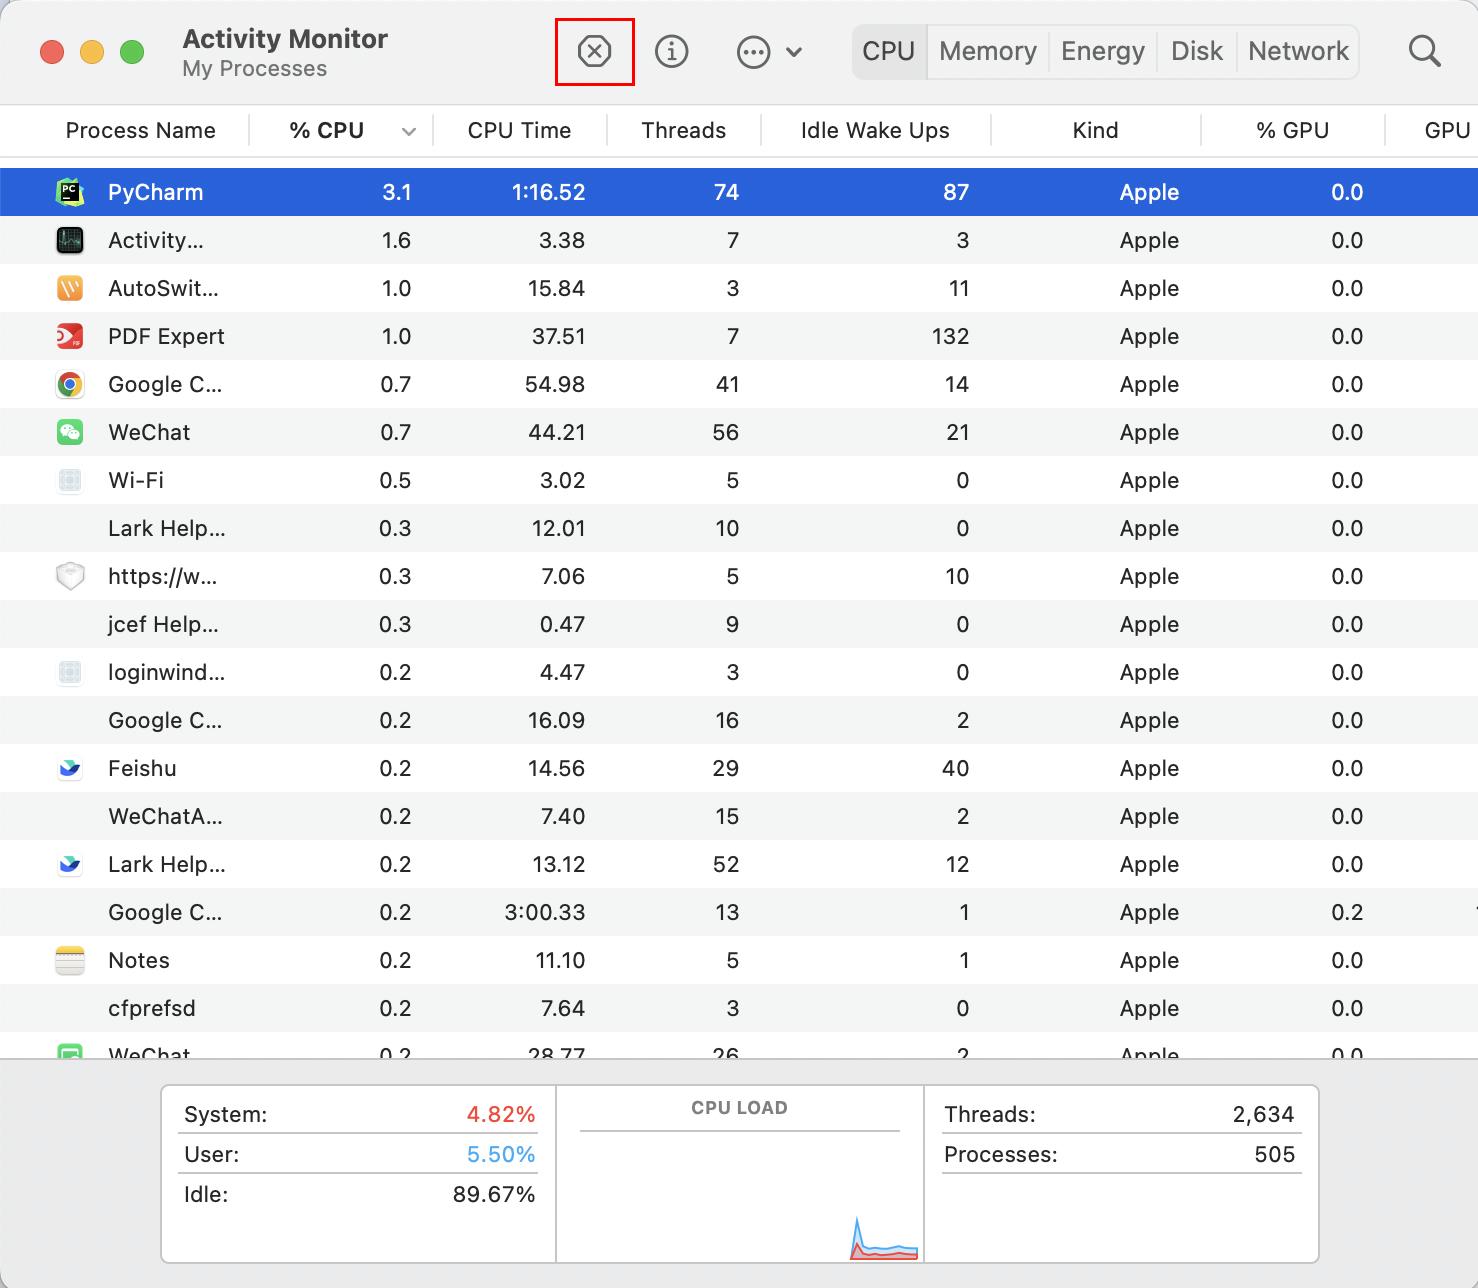 Activity Monitor
My Processes
CPU Memory Energy Disk Network
Process Name % CPU CPU Time Threads Idle Wake Ups Kind % GPU GPU
PC PyCharm 3.1 1:16.52 74 87 Apple 0.0
Activity... 1.6 3.38 7 3 Apple 0.0
AutoSwit... 1.0 15.84 3 11 Apple 0.0
PDF Expert 1.0 37.51 7 132 Apple 0.0
Google C... 0.7 54.98 41 14 Apple 0.0
WeChat 0.7 44.21 56 21 Apple 0.0
Wi-Fi 0.5 3.02 5 0 Apple 0.0
Lark Help... 0.3 12.01 10 0 Apple 0.0
https://w... 0.3 7.06 5 10 Apple 0.0
jcef Help... 0.3 0.47 9 0 Apple 0.0
loginwind... 0.2 4.47 3 0 Apple 0.0
Google C... 0.2 16.09 16 2 Apple 0.0
Feishu 0.2 14.56 29 40 Apple 0.0
WeChatA... 0.2 7.40 15 2 Apple 0.0
Lark Help... 0.2 13.12 52 12 Apple 0.0
Google C... 0.2 3:00.33 13 1 Apple 0.2
Notes 0.2 11.10 5 1 Apple 0.0
cfprefsd 0.2 7.64 3 0 Apple 0.0
WeChat 0.2 28.77 26 2 Apple 0.0
System: 4.82%
User: 5.50%
Idle: 89.67%
CPU LOAD
Threads: 2,634
Processes: 505